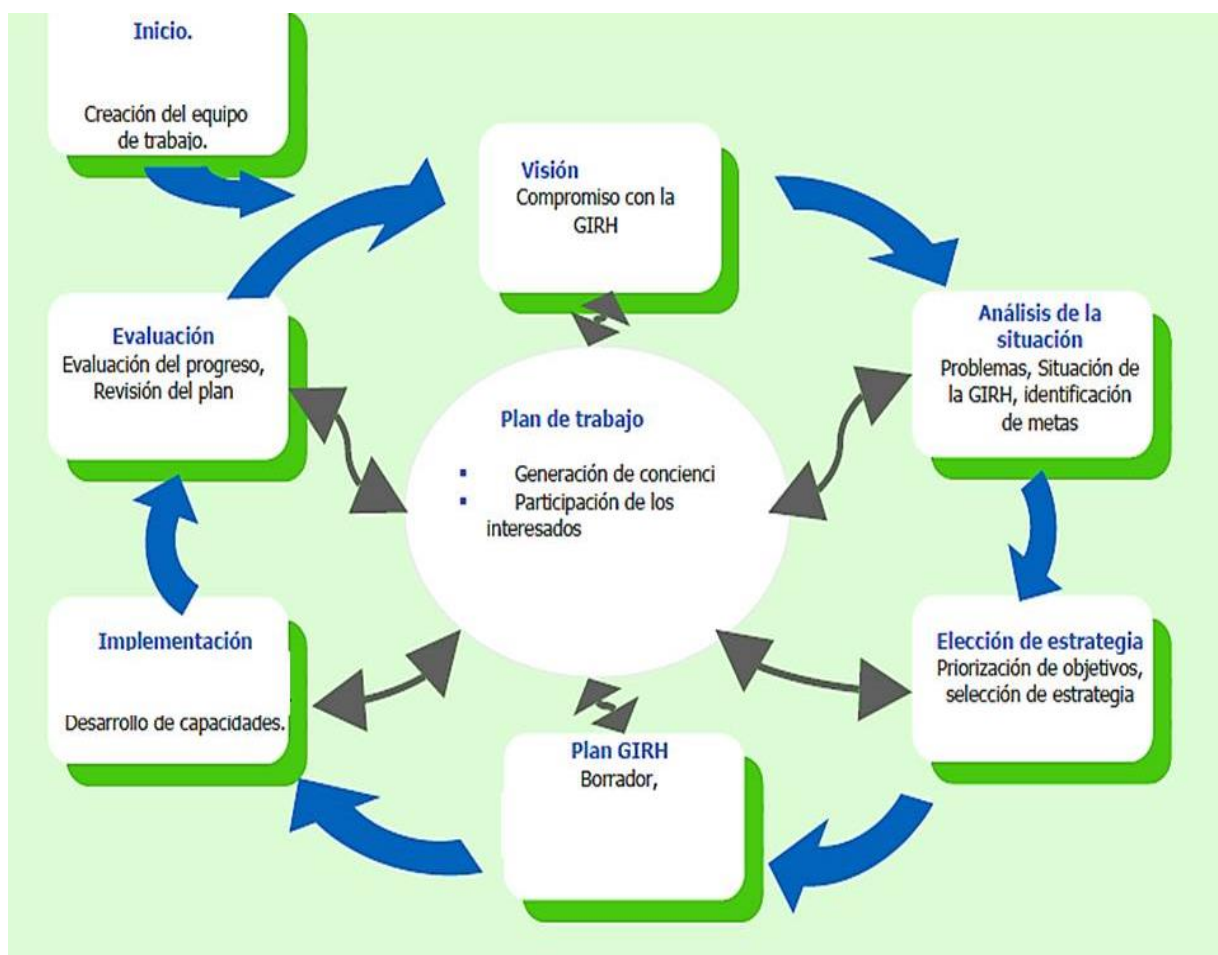 Inicio.
Creación del equipo
de trabajo.
Visión
Compromiso con la
GIRH
Análisis de la
situación
Problemas, Situación de
la GIRH, identificación
de metas
Elección de estrategia
Priorización de objetivos,
selección de estrategia
Plan GIRH
Borrador,
Implementación
Desarrollo de capacidades.
Evaluación
Evaluación del progreso,
Revisión del plan
Plan de trabajo
▪ Generación de concienci
▪ Participación de los
interesados